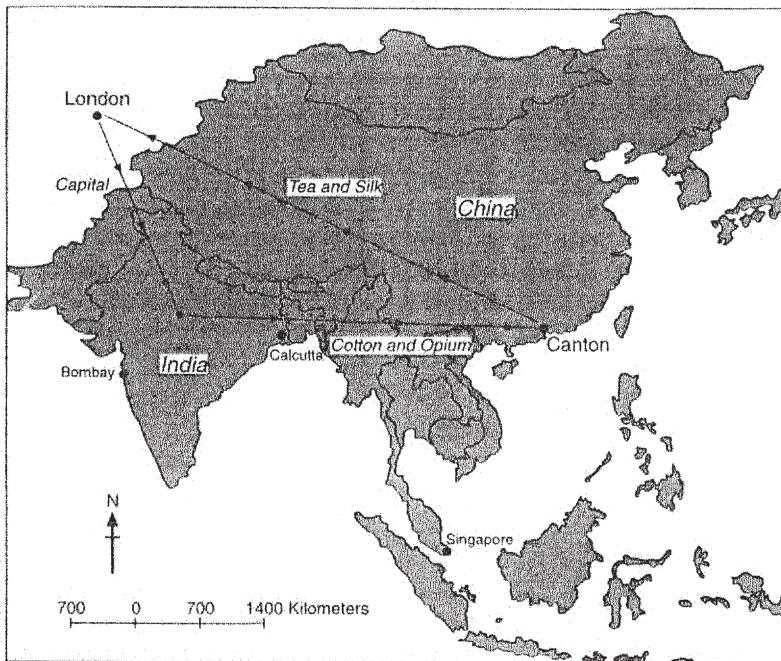 London
Capital
Tea and Silk
China
India
Bombay
Calcutta
Cotton and Opium
Canton
Singapore
N
700 0 700 1400 Kilometers